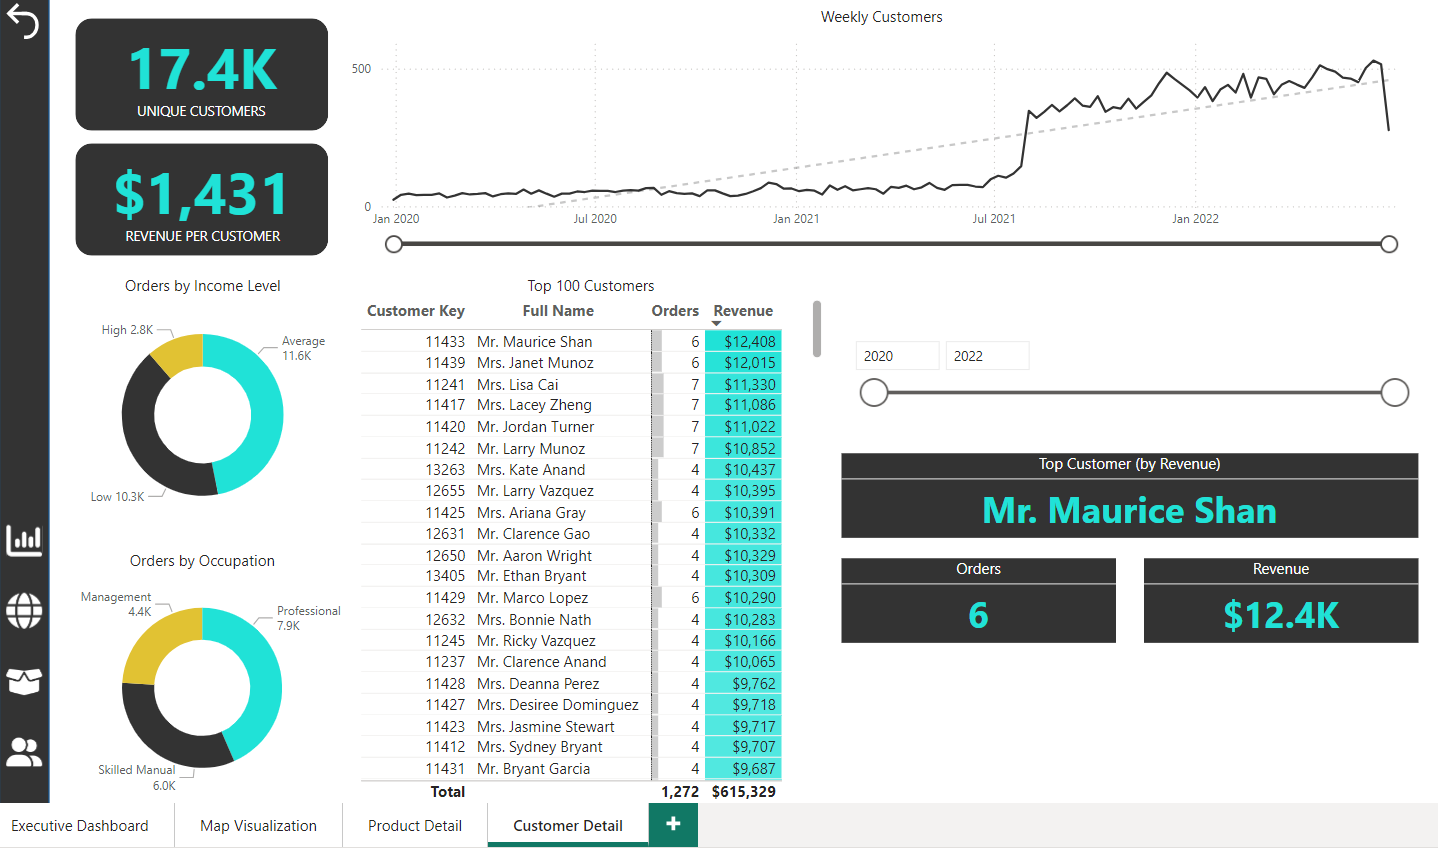 17.4K
UNIQUE CUSTOMERS
$1,431
REVENUE PER CUSTOMER
Weekly Customers
500
0
Jan 2020 Jul 2020 Jan 2021 Jul 2021 Jan 2022
Orders by Income Level
High 2.8K
Average
11.6K
Low 10.3K
Orders by Occupation
Management
4.4K
Professional
7.9K
Skilled Manual
6.0K
Top 100 Customers
Customer Key Full Name Orders Revenue
11433 Mr. Maurice Shan 6 $12,408
11439 Mrs. Janet Munoz 6 $12,015
11241 Mrs. Lisa Cai 7 $11,330
11417 Mrs. Lacey Zheng 7 $11,086
11420 Mr. Jordan Turner 7 $11,022
11242 Mr. Larry Munoz 7 $10,852
13263 Mrs. Kate Anand 4 $10,437
12655 Mr. Larry Vazquez 4 $10,395
11425 Mrs. Ariana Gray 6 $10,391
12631 Mr. Clarence Gao 4 $10,332
12650 Mr. Aaron Wright 4 $10,329
13405 Mr. Ethan Bryant 4 $10,309
11429 Mr. Marco Lopez 6 $10,290
12632 Mrs. Bonnie Nath 4 $10,283
11245 Mr. Ricky Vazquez 4 $10,166
11237 Mr. Clarence Anand 4 $10,065
11428 Mrs. Deanna Perez 4 $9,762
11427 Mrs. Desiree Dominguez 4 $9,718
11423 Mrs. Jasmine Stewart 4 $9,717
11412 Mrs. Sydney Bryant 4 $9,707
11431 Mr. Bryant Garcia 4 $9,687
Total 1,272 $615,329
2020 2022
Top Customer (by Revenue)
Mr. Maurice Shan
Orders
6
Revenue
$12.4K
Executive Dashboard Map Visualization Product Detail Customer Detail +